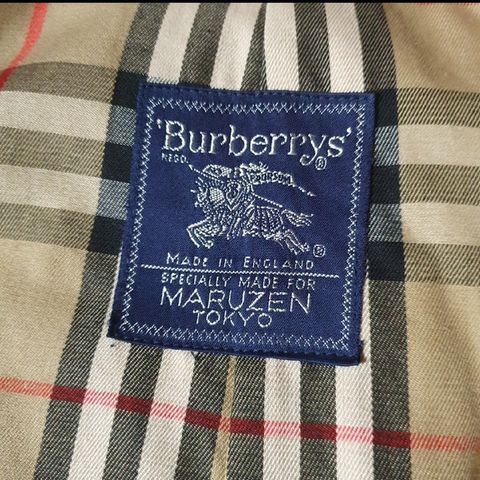 'Burberrys'®
REGD.
®
MADE IN ENGLAND
SPECIALLY MADE FOR
MARUZEN
TOKYO